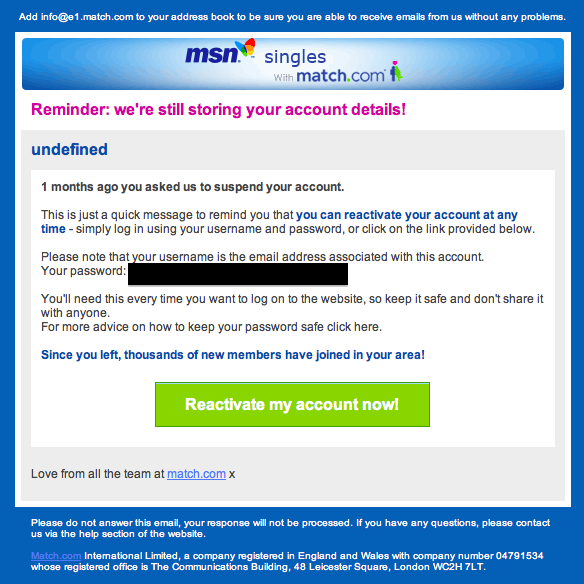 Add info@e1.match.com to your address book to be sure you are able to receive emails from us without any problems.
msn singles
With match.com
Reminder: we're still storing your account details!
undefined
1 months ago you asked us to suspend your account.
This is just a quick message to remind you that you can reactivate your account at any
time - simply log in using your username and password, or click on the link provided below.
Please note that your username is the email address associated with this account.
Your password:
You'll need this every time you want to log on to the website, so keep it safe and don't share it
with anyone.
For more advice on how to keep your password safe click here.
Since you left, thousands of new members have joined in your area!
Reactivate my account now!
Love from all the team at match.com x
Please do not answer this email, your response will not be processed. If you have any questions, please contact
us via the help section of the website.
Match.com International Limited, a company registered in England and Wales with company number 04791534
whose registered office is The Communications Building, 48 Leicester Square, London WC2H 7LT.